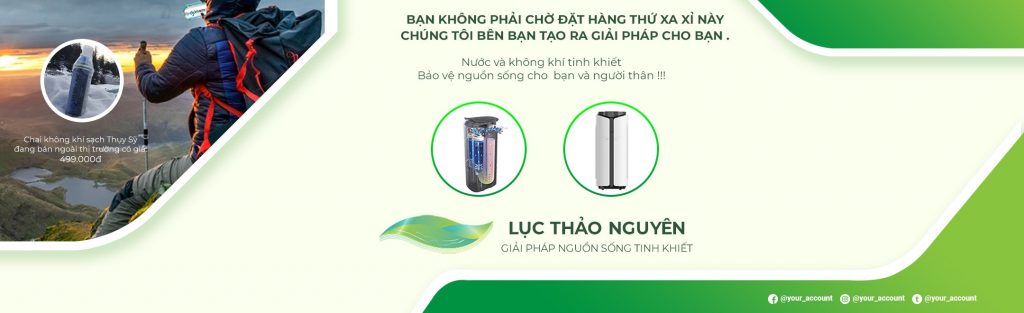 BẠN KHÔNG PHẢI CHỜ ĐẶT HÀNG THỨ XA XỈ NÀY
CHÚNG TÔI BÊN BẠN TẠO RA GIẢI PHÁP CHO BẠN .
Nước và không khí tinh khiết
Bảo vệ nguồn sống cho bạn và người thân !!!
Chai không khí sạch Thụy Sỹ
đang bán ngoài thị trường có giá:
499.000đ
LỤC THẢO NGUYÊN
GIẢI PHÁP NGUỒN SỐNG TINH KHIẾT
@your_account @your_account @your_account